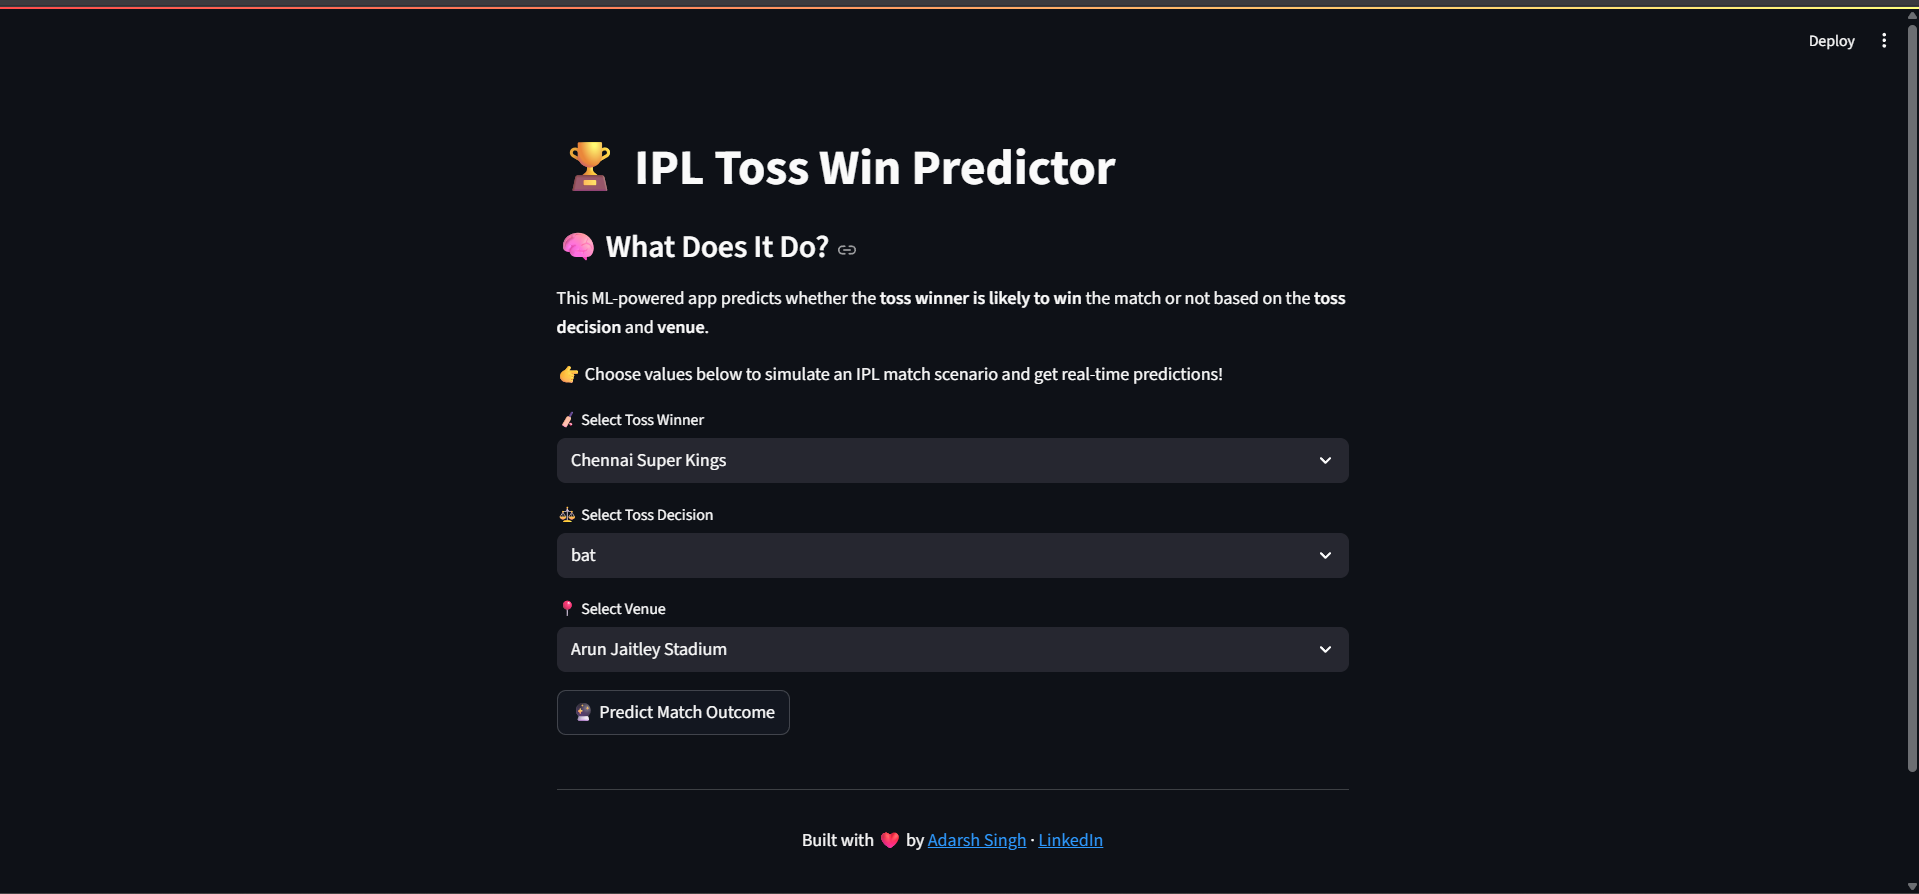 Deploy
🏆 IPL Toss Win Predictor
🧠 What Does It Do?
This ML-powered app predicts whether the toss winner is likely to win the match or not based on the toss
decision and venue.
👉 Choose values below to simulate an IPL match scenario and get real-time predictions!
🏏 Select Toss Winner
Chennai Super Kings
⚖️ Select Toss Decision
bat
📍 Select Venue
Arun Jaitley Stadium
🔮 Predict Match Outcome
Built with ❤️ by Adarsh Singh · LinkedIn